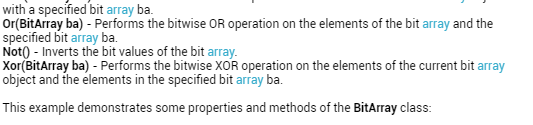 with a specified bit array ba.
Or(BitArray ba) - Performs the bitwise OR operation on the elements of the bit array and the
specified bit array ba.
Not() - Inverts the bit values of the bit array.
Xor(BitArray ba) - Performs the bitwise XOR operation on the elements of the current bit array
object and the elements in the specified bit array ba.
This example demonstrates some properties and methods of the BitArray class: